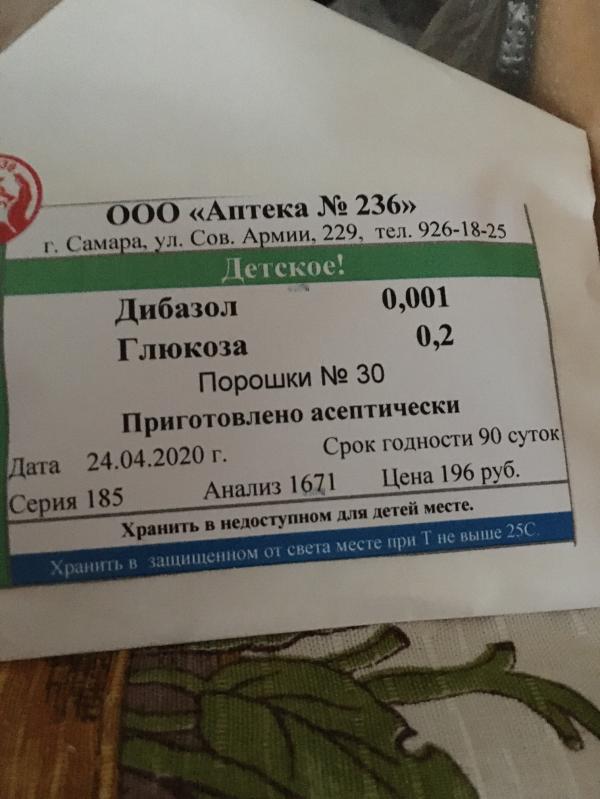 ООО «Аптека № 236»
г. Самара, ул. Сов. Армии, 229, тел. 926-18-25
Детское!
Дибазол 0,001
Глюкоза 0,2
Порошки № 30
Приготовлено асептически
Дата 24.04.2020 г. Срок годности 90 суток
Серия 185 Анализ 1671 Цена 196 руб.
Хранить в недоступном для детей месте.
Хранить в защищенном от света месте при Т не выше 25С.